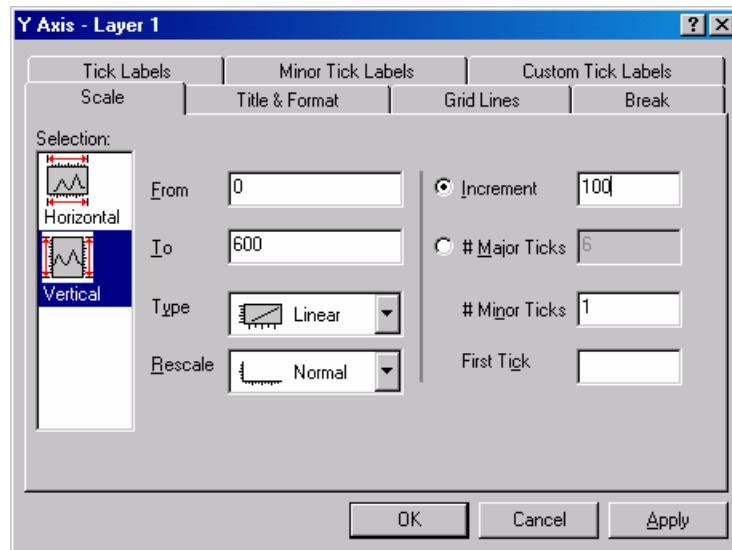 Y Axis - Layer 1
Tick Labels Minor Tick Labels Custom Tick Labels
Scale Title & Format Grid Lines Break
Selection:
Horizontal
Vertical
From 0
To 600
Type Linear
Rescale Normal
Increment 100
# Major Ticks 6
# Minor Ticks 1
First Tick
OK Cancel Apply